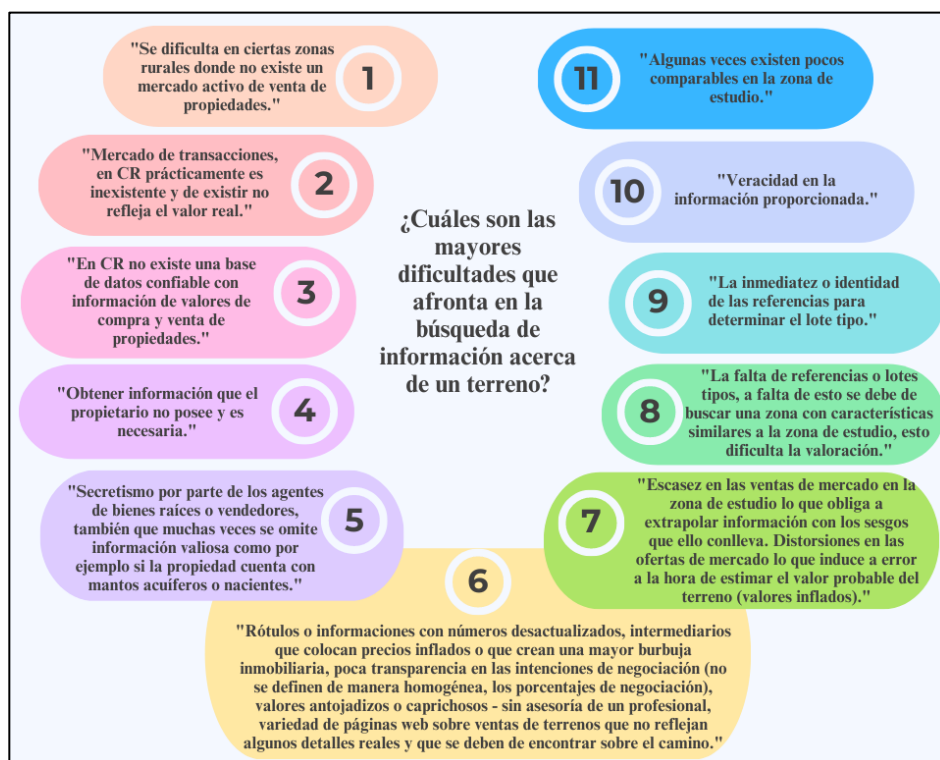 ¿Cuáles son las
mayores
dificultades que
afronta en la
búsqueda de
información acerca
de un terreno?
1
"Se dificulta en ciertas zonas
rurales donde no existe un
mercado activo de venta de
propiedades."
2
"Mercado de transacciones,
en CR prácticamente es
inexistente y de existir no
refleja el valor real."
3
"En CR no existe una base
de datos confiable con
información de valores de
compra y venta de
propiedades."
4
"Obtener información que el
propietario no posee y es
necesaria."
5
"Secretismo por parte de los agentes
de bienes raíces o vendedores,
también que muchas veces se omite
información valiosa como por
ejemplo si la propiedad cuenta con
mantos acuíferos o nacientes."
6
"Rótulos o informaciones con números desactualizados, intermediarios
que colocan precios inflados o que crean una mayor burbuja
inmobiliaria, poca transparencia en las intenciones de negociación (no
se definen de manera homogénea, los porcentajes de negociación),
valores antojadizos o caprichosos - sin asesoría de un profesional,
variedad de páginas web sobre ventas de terrenos que no reflejan
algunos detalles reales y que se deben de encontrar sobre el camino."
7
"Escasez en las ventas de mercado en la
zona de estudio lo que obliga a
extrapolar información con los sesgos
que ello conlleva. Distorsiones en las
ofertas de mercado lo que induce a error
a la hora de estimar el valor probable del
terreno (valores inflados)."
8
"La falta de referencias o lotes
tipos, a falta de esto se debe de
buscar una zona con características
similares a la zona de estudio, esto
dificulta la valoración."
9
"La inmediatez o identidad
de las referencias para
determinar el lote tipo."
10
"Veracidad en la
información proporcionada."
11
"Algunas veces existen pocos
comparables en la zona de
estudio."